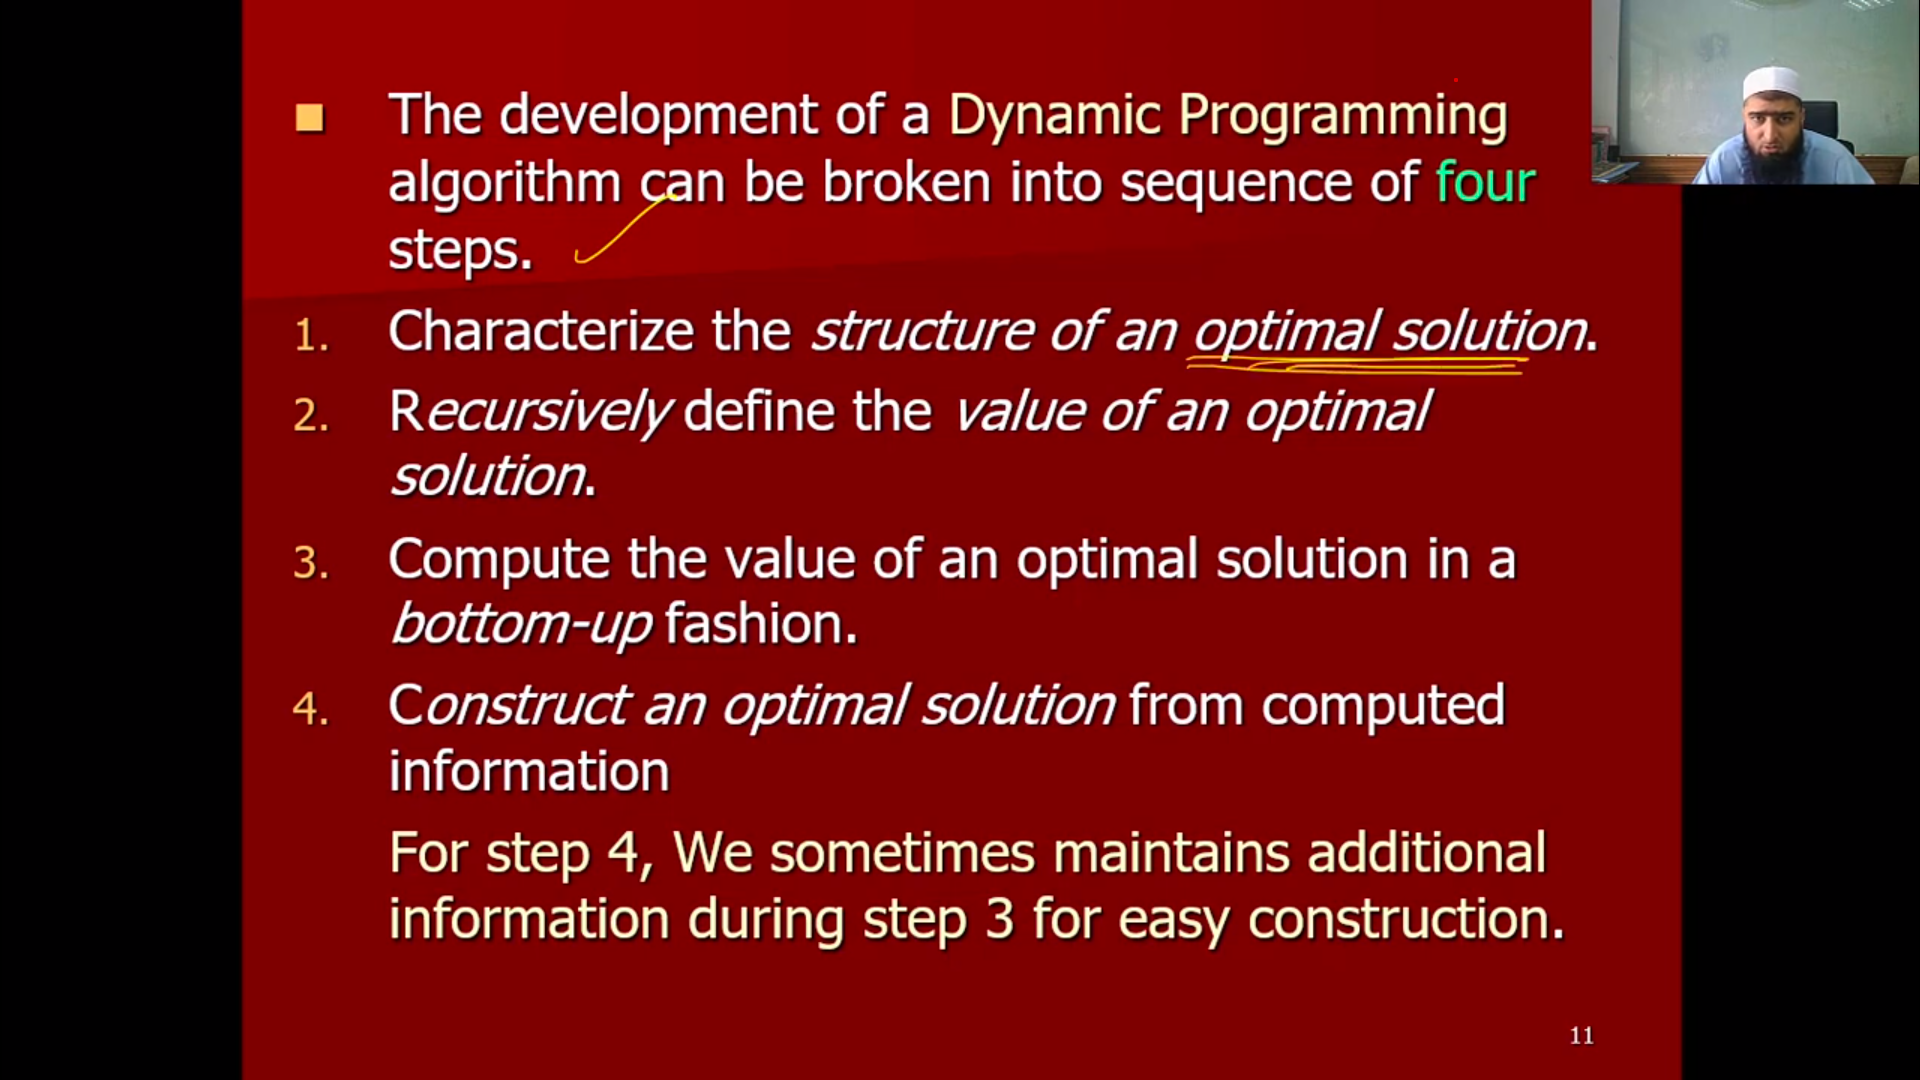 The development of a Dynamic Programming
algorithm can be broken into sequence of four
steps.
1. Characterize the structure of an optimal solution.
2. Recursively define the value of an optimal
solution.
3. Compute the value of an optimal solution in a
bottom-up fashion.
4. Construct an optimal solution from computed
information
For step 4, We sometimes maintains additional
information during step 3 for easy construction.
11